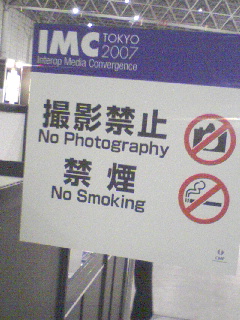 IMC TOKYO 2007
Interop Media Convergence
撮影禁止
No Photography
禁煙
No Smoking